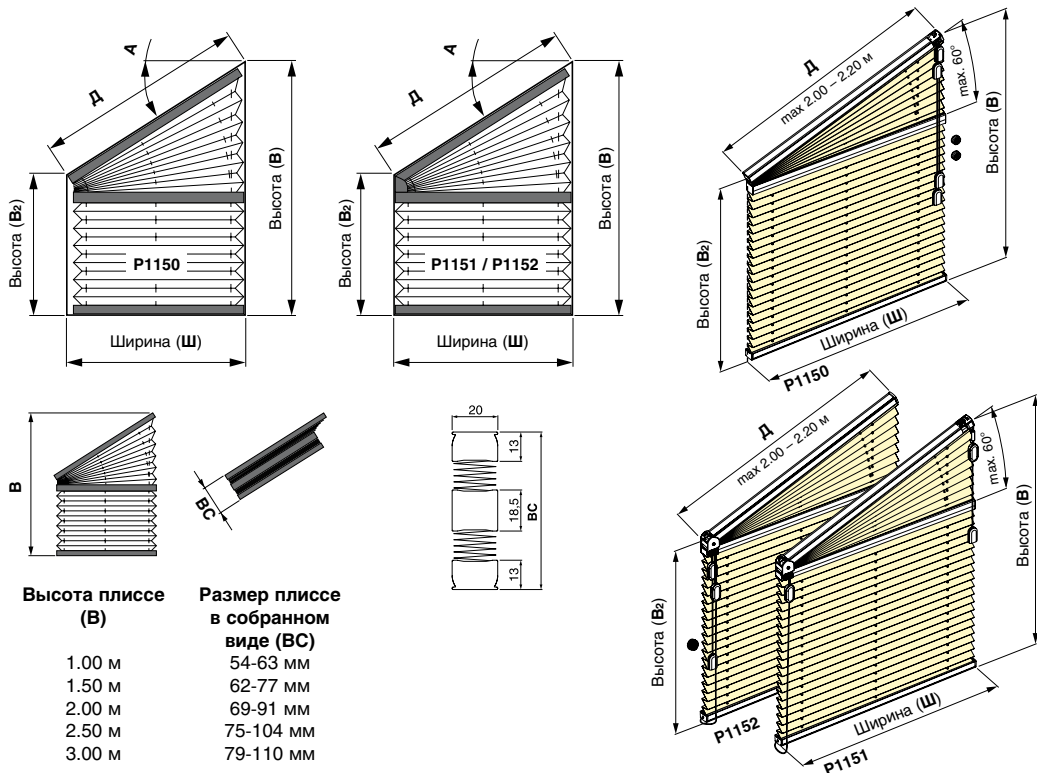 А
Д
Высота (В2)
Высота (В)
P1150
Ширина (Ш)
А
Д
Высота (В2)
Высота (В)
P1151 / P1152
Ширина (Ш)
Д
max 2.00 – 2.20 м
max. 60°
Высота (В)
Высота (В2)
Ширина (Ш)
P1150
В
ВС
20
13
18,5
13
ВС
Д
max 2.00 – 2.20 м
max. 60°
Высота (В)
Высота (В2)
Ширина (Ш)
P1152
P1151
Высота плиссе
(В)
Размер плиссе
в собранном
виде (ВС)
1.00 м 54-63 мм
1.50 м 62-77 мм
2.00 м 69-91 мм
2.50 м 75-104 мм
3.00 м 79-110 мм